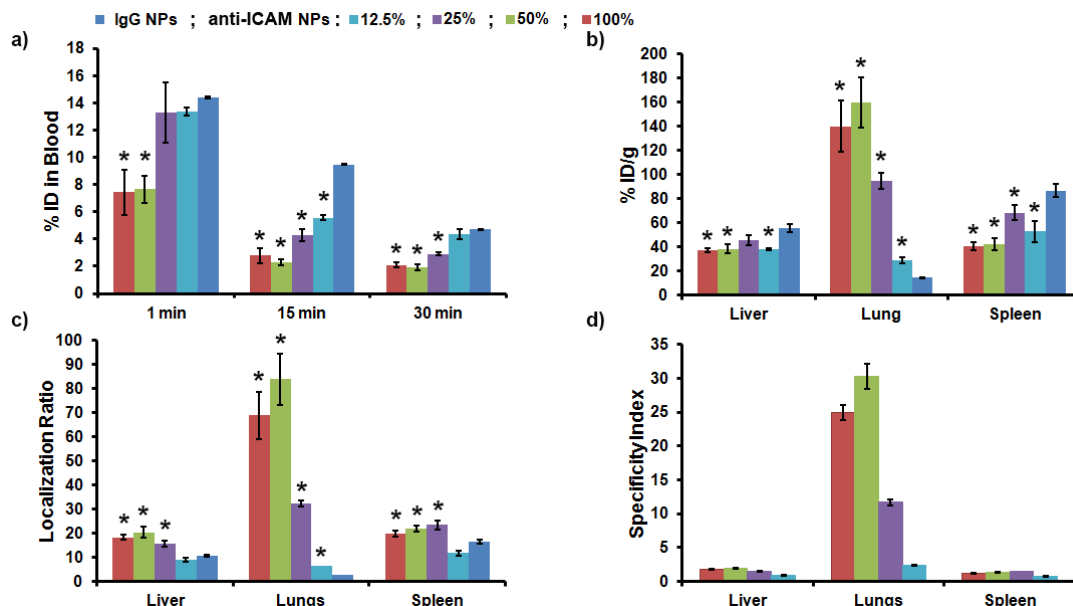 IgG NPs ; anti-ICAM NPs : 12.5% ; 25% ; 50% ; 100%
a)
% ID in Blood
18
16
14
12
10
8
6
4
2
0
* *
* * * *
* * *
1 min 15 min 30 min
b)
% ID/g
200
180
160
140
120
100
80
60
40
20
0
* * *
* * * *
* * * *
Liver Lung Spleen
c)
Localization Ratio
100
90
80
70
60
50
40
30
20
10
0
* * *
* * * *
* * *
Liver Lungs Spleen
d)
Specificity Index
35
30
25
20
15
10
5
0
Liver Lungs Spleen